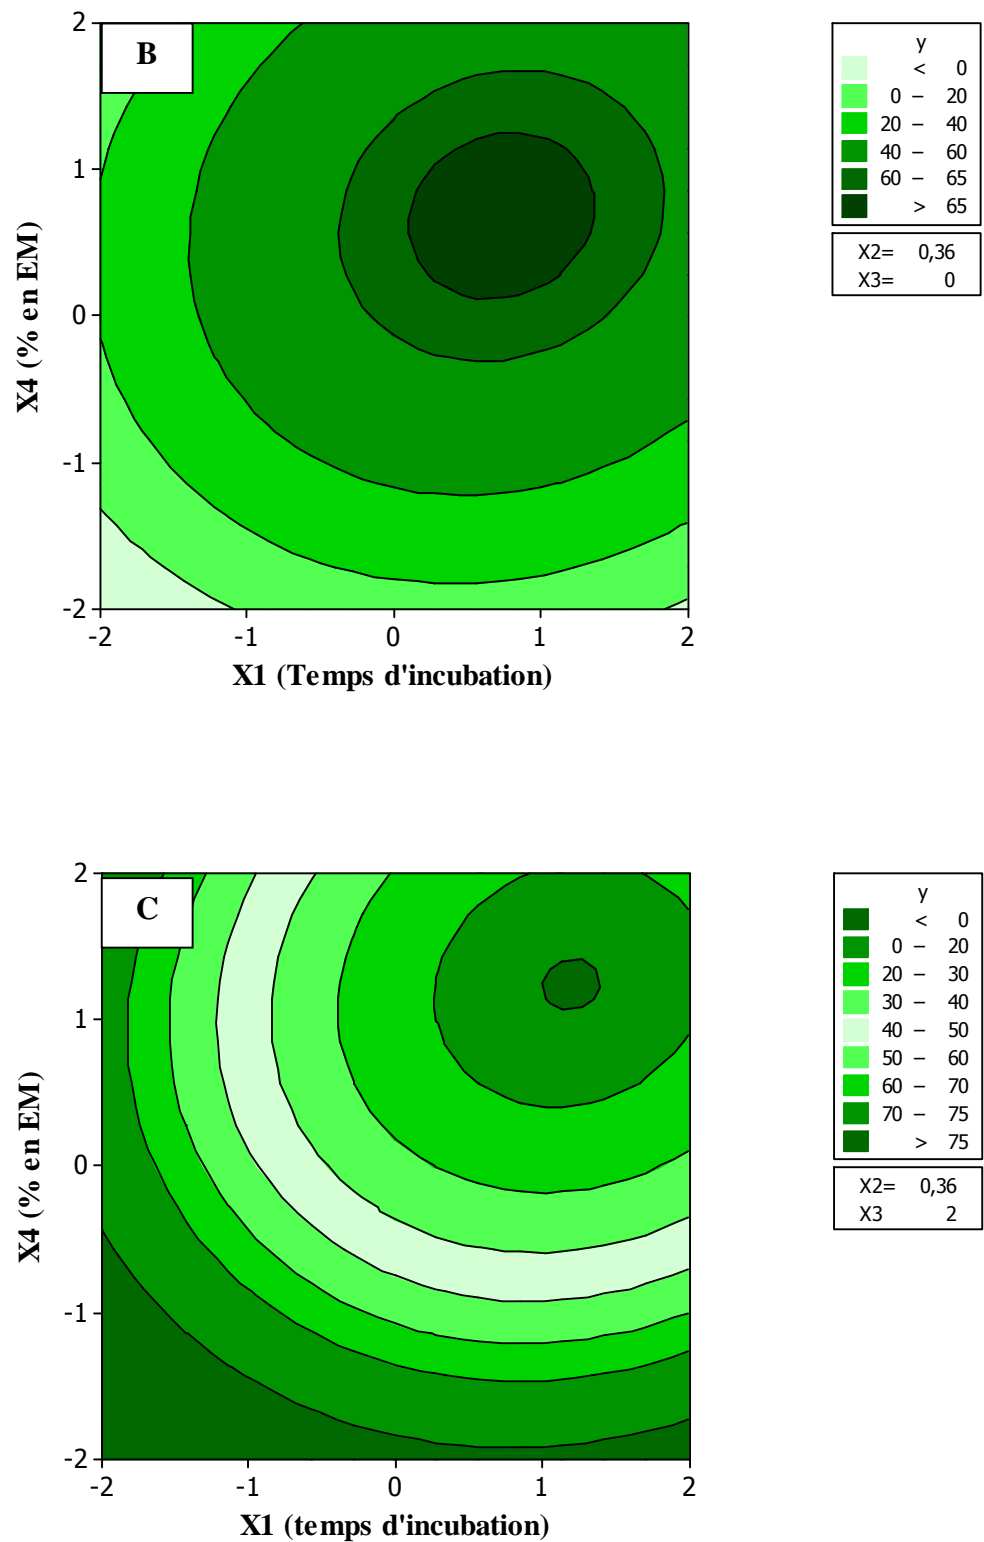 B
2
1
0
-1
-2
-2 -1 0 1 2
X4 (% en EM)
X1 (Temps d'incubation)
y
< 0
0 – 20
20 – 40
40 – 60
60 – 65
> 65
X2= 0,36
X3= 0
C
2
1
0
-1
-2
-2 -1 0 1 2
X4 (% en EM)
X1 (temps d'incubation)
y
< 0
0 – 20
20 – 30
30 – 40
40 – 50
50 – 60
60 – 70
70 – 75
> 75
X2= 0,36
X3 2